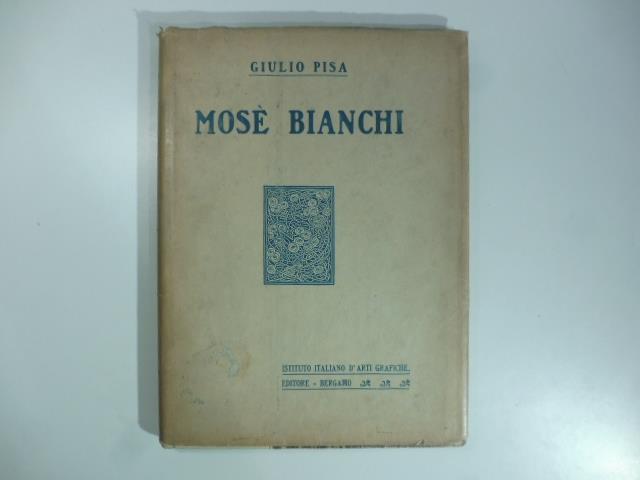 GIULIO PISA
MOSÈ BIANCHI
ISTITUTO ITALIANO D'ARTI GRAFICHE.
EDITORE - BERGAMO